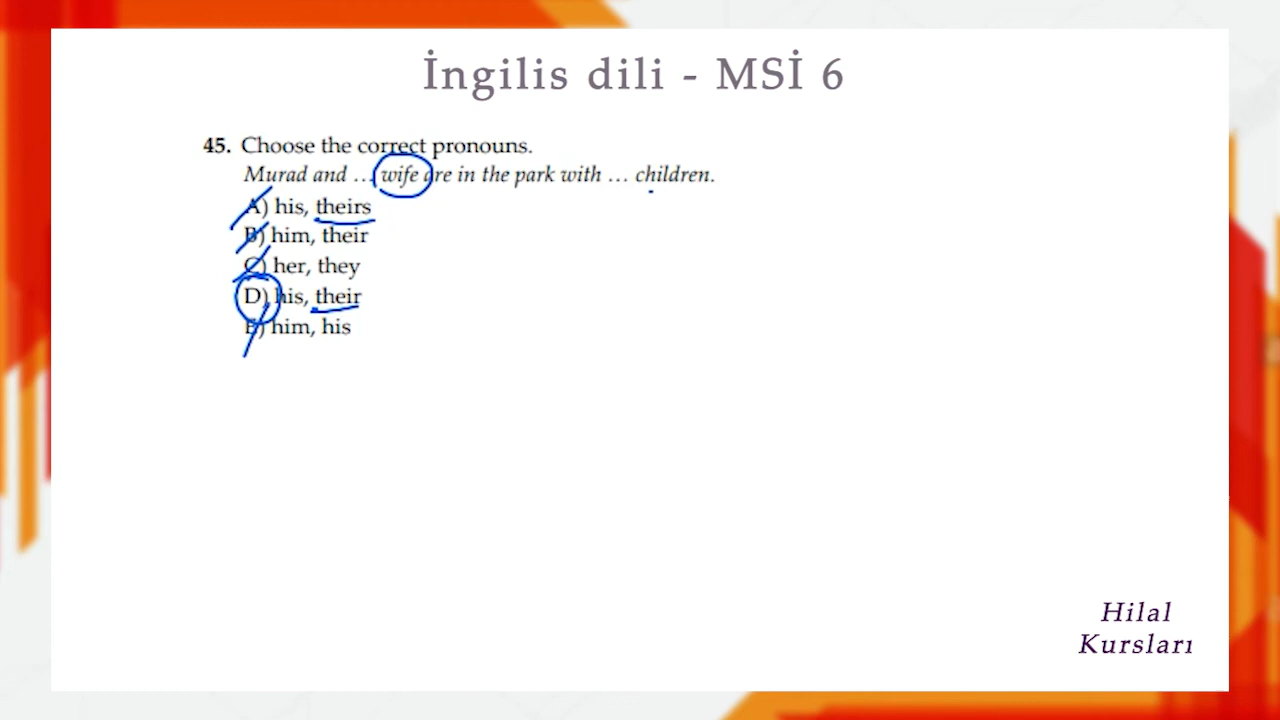 İngilis dili - MSİ 6
45. Choose the correct pronouns.
Murad and … wife are in the park with … children.
A) his, theirs
B) him, their
C) her, they
D) his, their
E) him, his
Hilal
Kursları